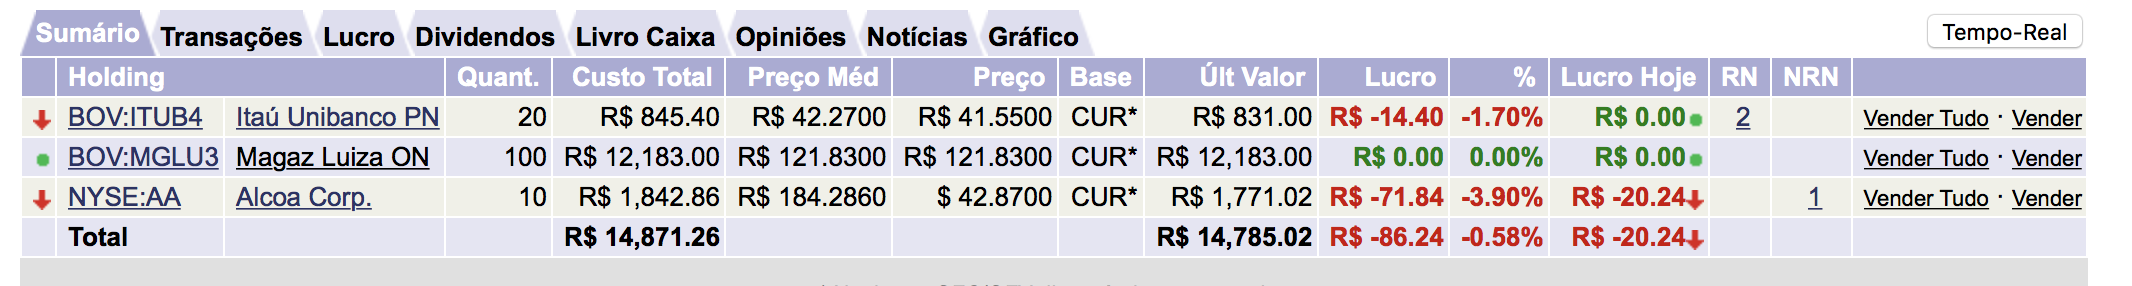 Sumário Transações Lucro Dividendos Livro Caixa Opiniões Notícias Gráfico Tempo-Real
Holding Quant. Custo Total Preço Méd Preço Base Últ Valor Lucro % Lucro Hoje RN NRN
BOV:ITUB4 Itaú Unibanco PN 20 R$ 845.40 R$ 42.2700 R$ 41.5500 CUR* R$ 831.00 R$ -14.40 -1.70% R$ 0.00 2 Vender Tudo · Vender
BOV:MGLU3 Magaz Luiza ON 100 R$ 12,183.00 R$ 121.8300 R$ 121.8300 CUR* R$ 12,183.00 R$ 0.00 0.00% R$ 0.00 Vender Tudo · Vender
NYSE:AA Alcoa Corp. 10 R$ 1,842.86 R$ 184.2860 $ 42.8700 CUR* R$ 1,771.02 R$ -71.84 -3.90% R$ -20.24 1 Vender Tudo · Vender
Total R$ 14,871.26 R$ 14,785.02 R$ -86.24 -0.58% R$ -20.24